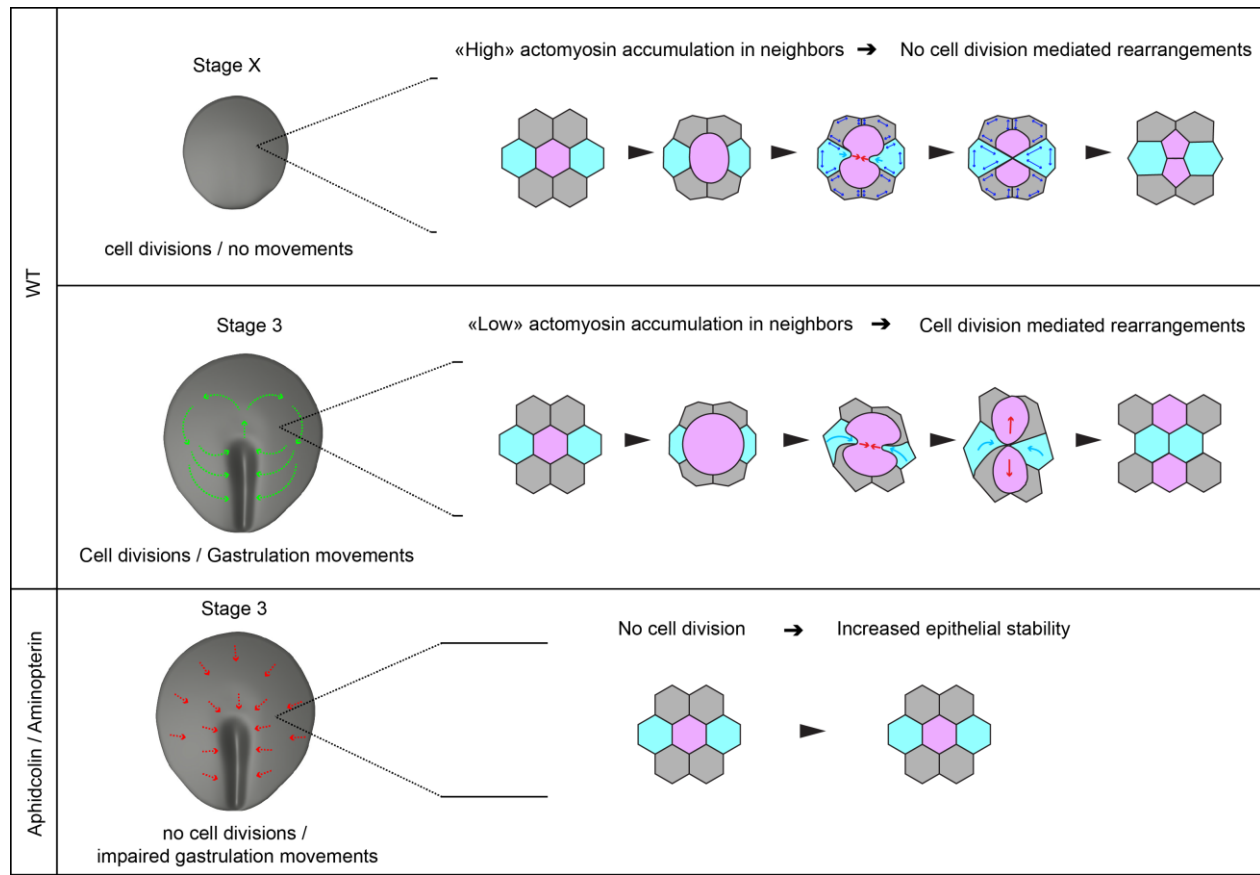 WT
Stage X
«High» actomyosin accumulation in neighbors ➔ No cell division mediated rearrangements
cell divisions / no movements
Stage 3
«Low» actomyosin accumulation in neighbors ➔ Cell division mediated rearrangements
Cell divisions / Gastrulation movements
Aphidcolin / Aminopterin
Stage 3
No cell division ➔ Increased epithelial stability
no cell divisions /
impaired gastrulation movements